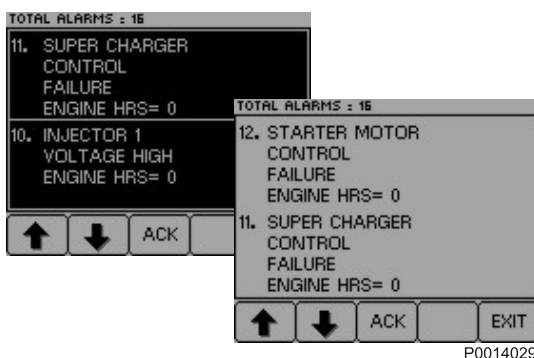 TOTAL ALARMS : 16
11. SUPER CHARGER
CONTROL
FAILURE
ENGINE HRS= 0
10. INJECTOR 1
VOLTAGE HIGH
ENGINE HRS= 0
ACK
TOTAL ALARMS : 16
12. STARTER MOTOR
CONTROL
FAILURE
ENGINE HRS= 0
11. SUPER CHARGER
CONTROL
FAILURE
ENGINE HRS= 0
ACK EXIT
P0014029